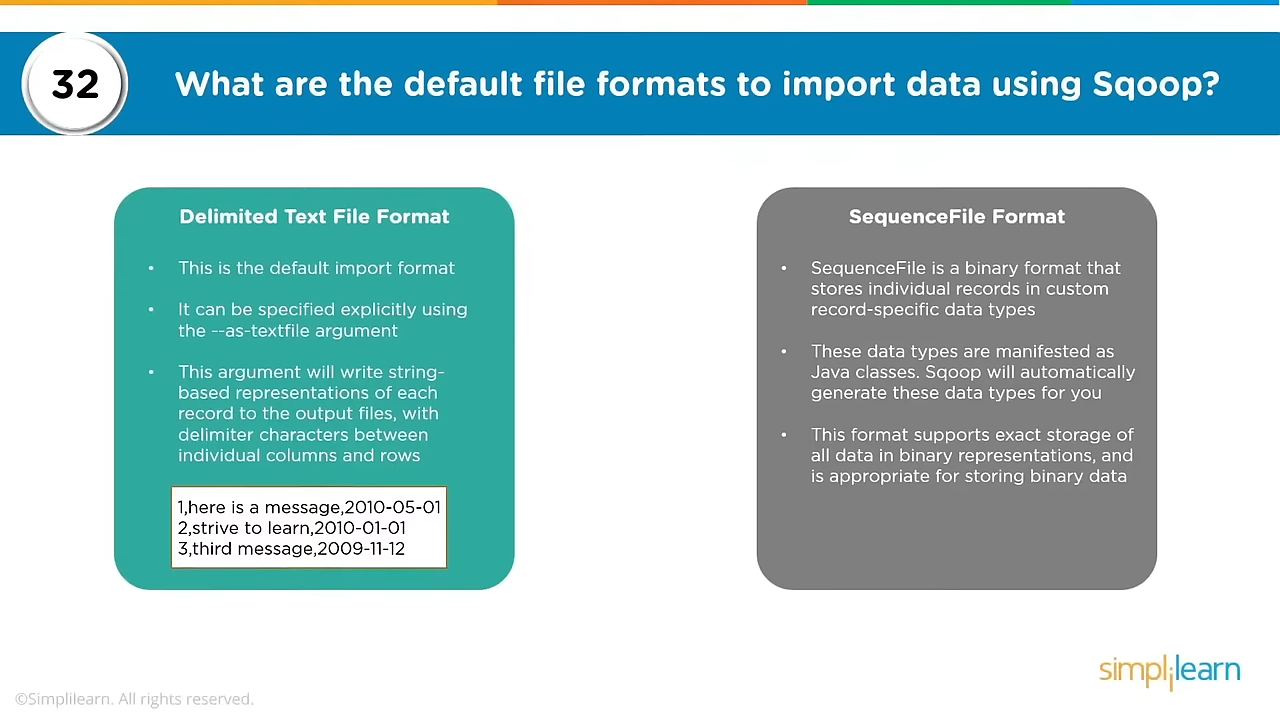 32
What are the default file formats to import data using Sqoop?
Delimited Text File Format
• This is the default import format
• It can be specified explicitly using
the --as-textfile argument
• This argument will write string-
based representations of each
record to the output files, with
delimiter characters between
individual columns and rows
1,here is a message,2010-05-01
2,strive to learn,2010-01-01
3,third message,2009-11-12
SequenceFile Format
• SequenceFile is a binary format that
stores individual records in custom
record-specific data types
• These data types are manifested as
Java classes. Sqoop will automatically
generate these data types for you
• This format supports exact storage of
all data in binary representations, and
is appropriate for storing binary data
simplilearn
©Simplilearn. All rights reserved.